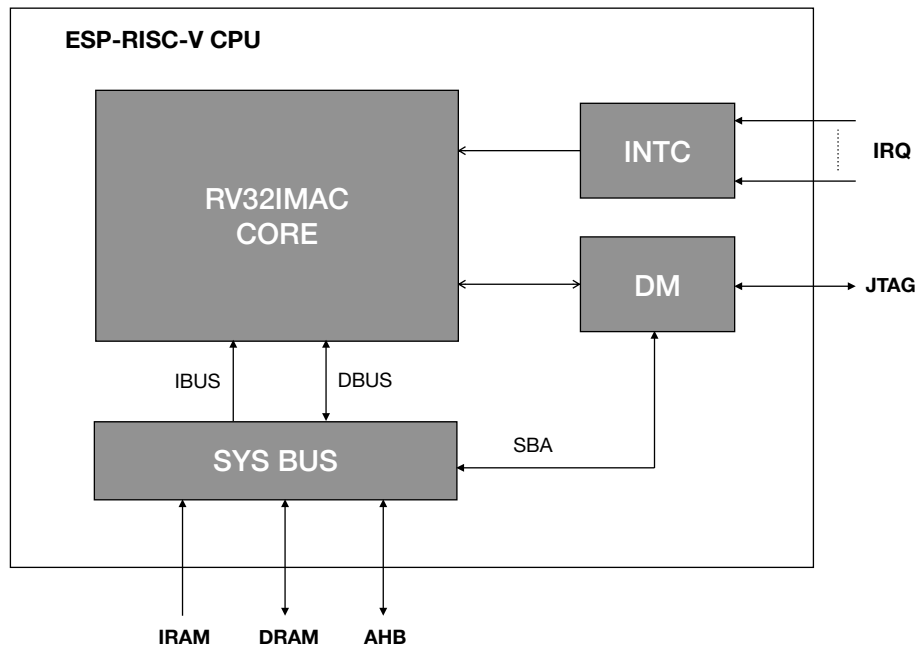 ESP-RISC-V CPU
RV32IMAC
CORE
INTC
IRQ
DM
JTAG
IBUS
DBUS
SYS BUS
SBA
IRAM
DRAM
AHB